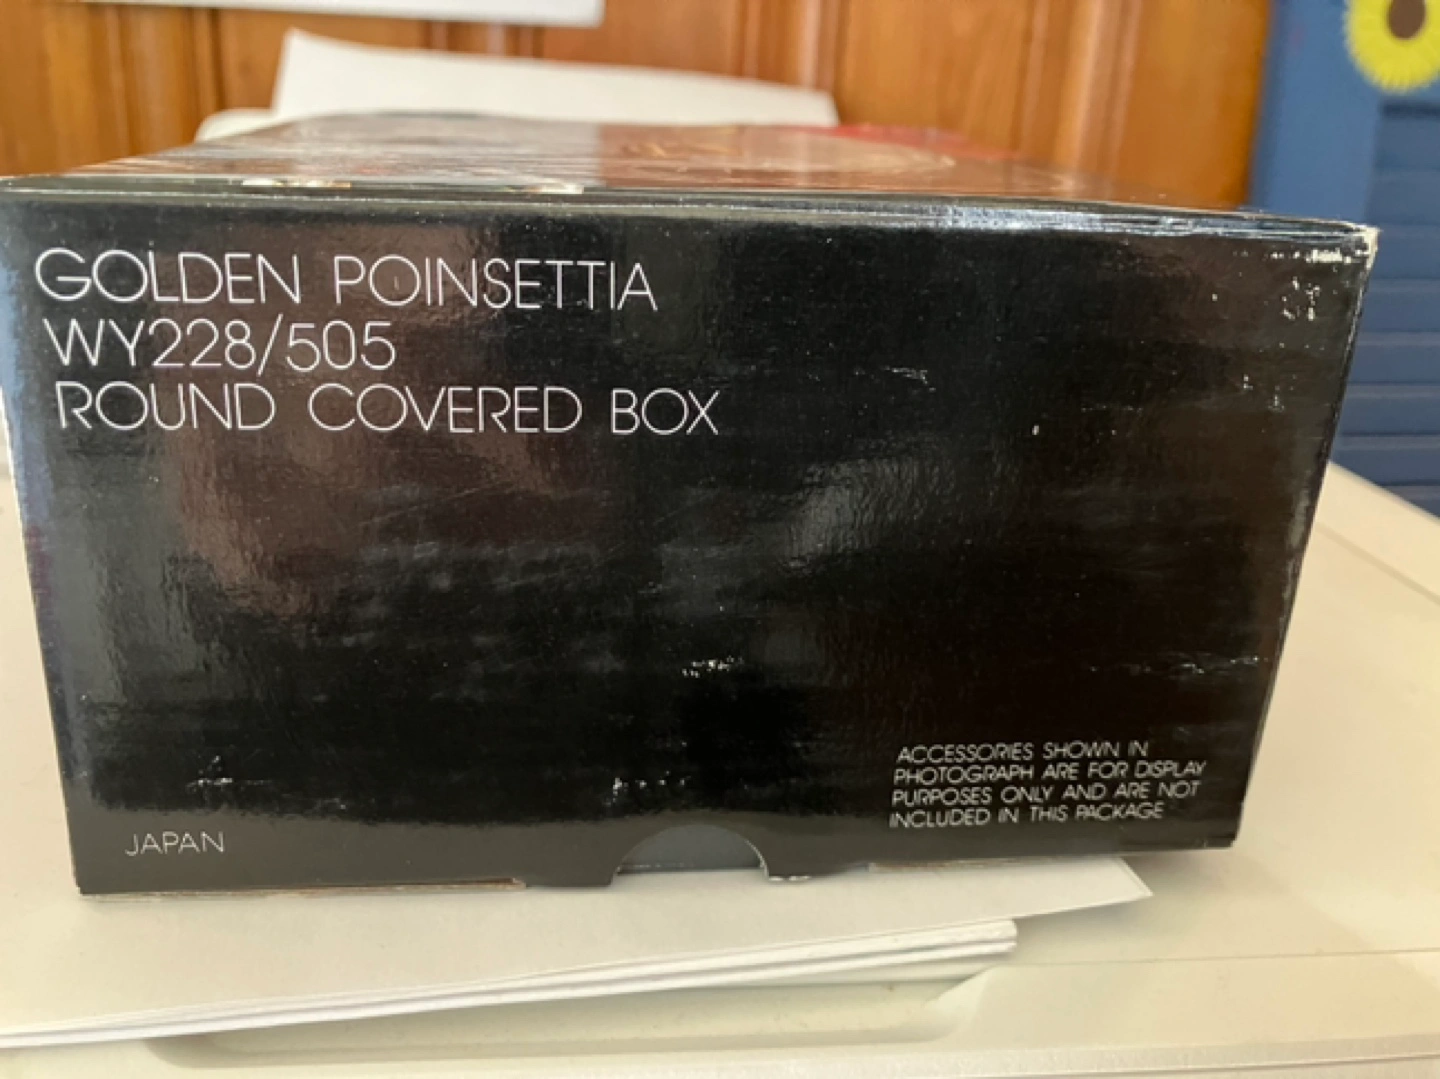 GOLDEN POINSETTIA
WY228/505
ROUND COVERED BOX
JAPAN
ACCESSORIES SHOWN IN
PHOTOGRAPH ARE FOR DISPLAY
PURPOSES ONLY AND ARE NOT
INCLUDED IN THIS PACKAGE